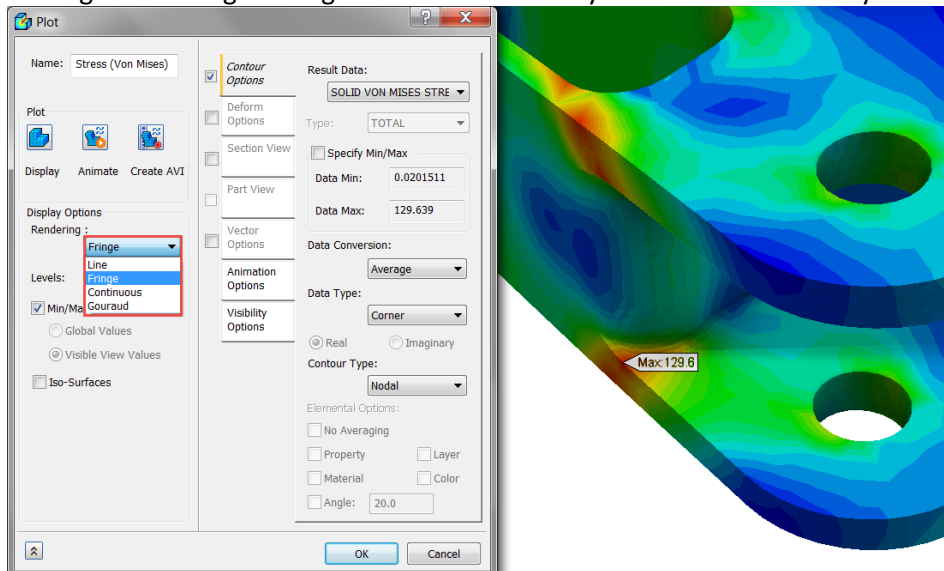 Plot
Name: Stress (Von Mises)
Plot
Display Animate Create AVI
Display Options
Rendering :
Fringe
Line
Fringe
Continuous
Gouraud
Levels:
Min/Ma
Global Values
Visible View Values
Iso-Surfaces
Contour Options
Deform Options
Section View
Part View
Vector Options
Animation Options
Visibility Options
Result Data:
SOLID VON MISES STRE
Type: TOTAL
Specify Min/Max
Data Min: 0.0201511
Data Max: 129.639
Data Conversion:
Average
Data Type:
Corner
Real Imaginary
Contour Type:
Nodal
Elemental Options:
No Averaging
Property Layer
Material Color
Angle: 20.0
OK Cancel
Max: 129.6